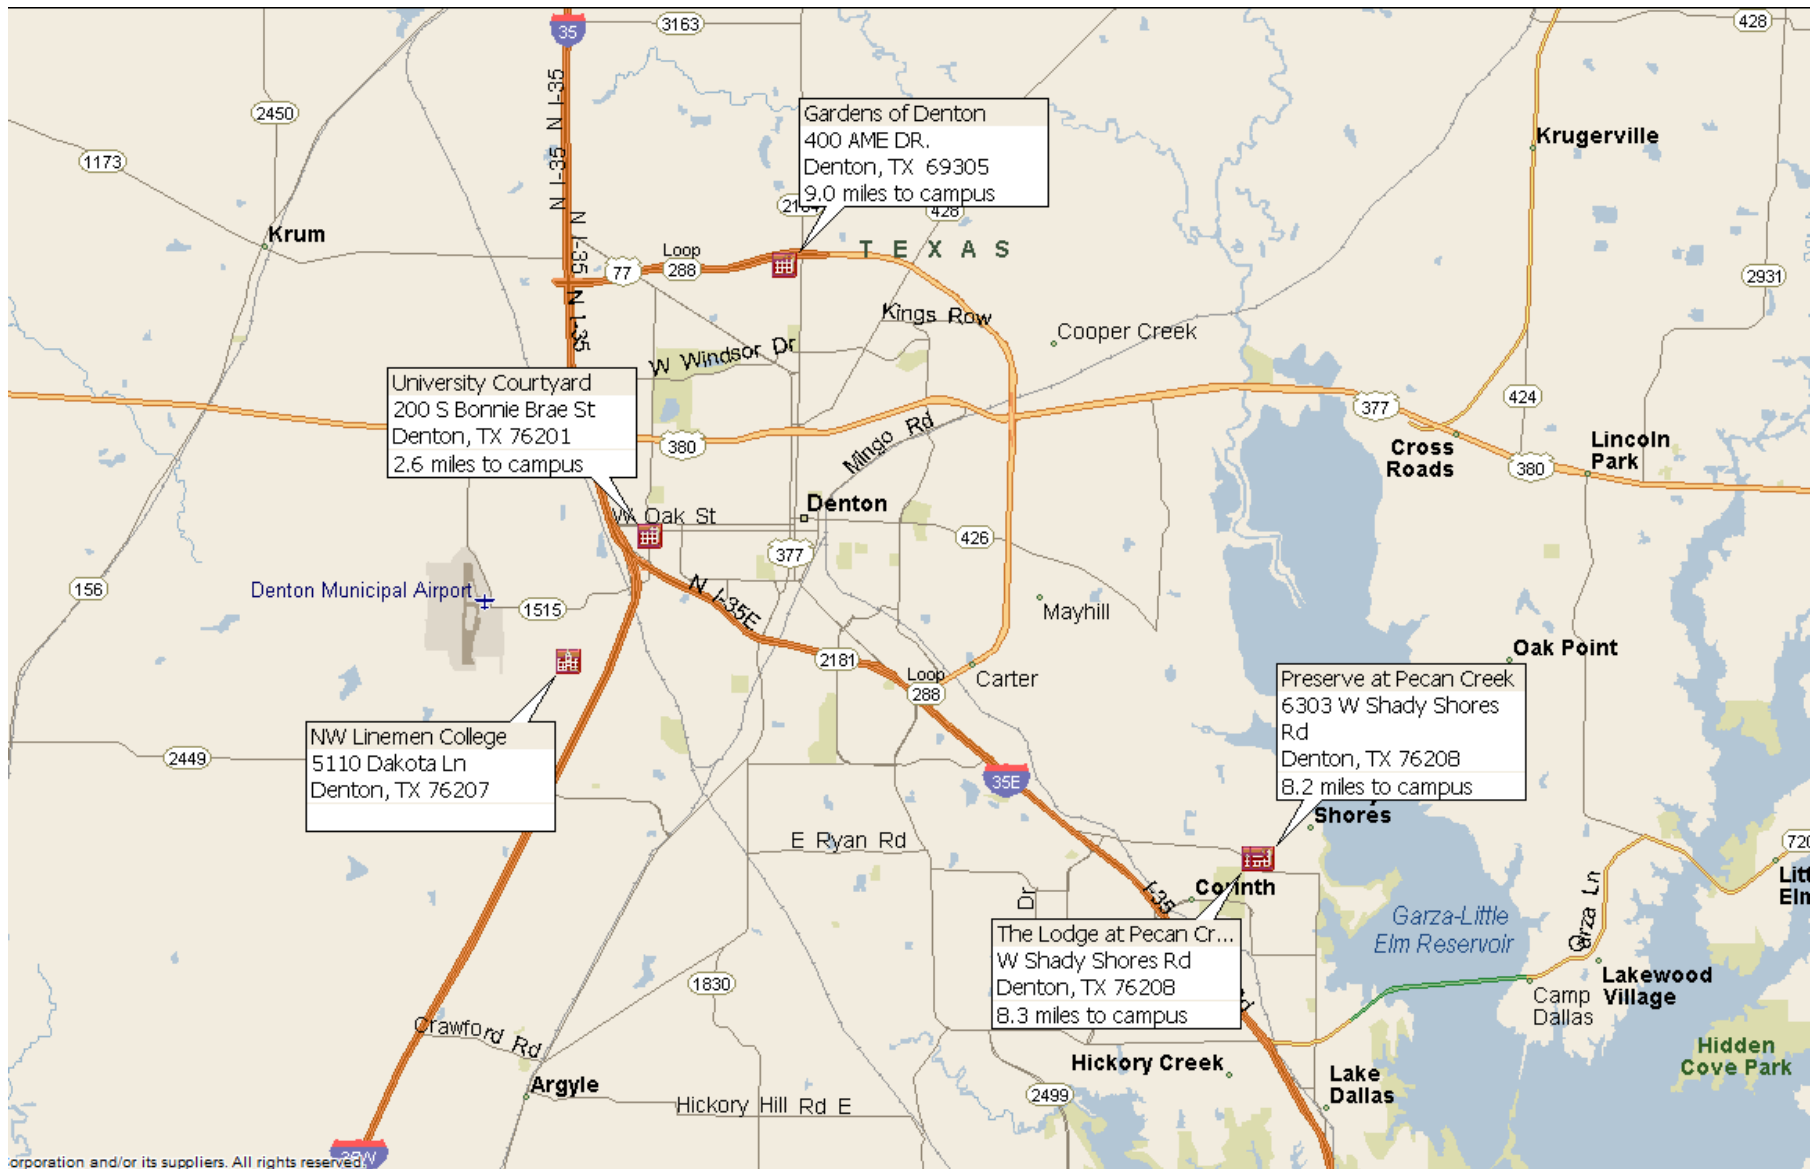 35
3163
428
N I-35
N I-35
2450
Gardens of Denton
400 AME DR.
Denton, TX 69305
9.0 miles to campus
Krugerville
1173
428
Krum
N I-35
Loop
288
77
TEXAS
2931
N I-35
Kings Row
Cooper Creek
W Windsor Dr
University Courtyard
200 S Bonnie Brae St
Denton, TX 76201
2.6 miles to campus
377
424
380
Mingo Rd
Cross
Roads
Lincoln
Park
380
W Oak St
Denton
377
426
156
Denton Municipal Airport
1515
N I-35E
Mayhill
Oak Point
2181
Loop
288
Carter
Preserve at Pecan Creek
6303 W Shady Shores
Rd
Denton, TX 76208
8.2 miles to campus
NW Linemen College
5110 Dakota Ln
Denton, TX 76207
2449
35E
Shores
E Ryan Rd
720
Dr
I-35
Corinth
Garza Ln
Garza-Little
Elm Reservoir
The Lodge at Pecan Cr...
W Shady Shores Rd
Denton, TX 76208
8.3 miles to campus
Lakewood
Village
1830
Camp
Dallas
Crawford Rd
Hickory Creek
Hidden
Cove Park
Argyle
Lake
Dallas
2499
Hickory Hill Rd E
35W
orporation and/or its suppliers. All rights reserved.